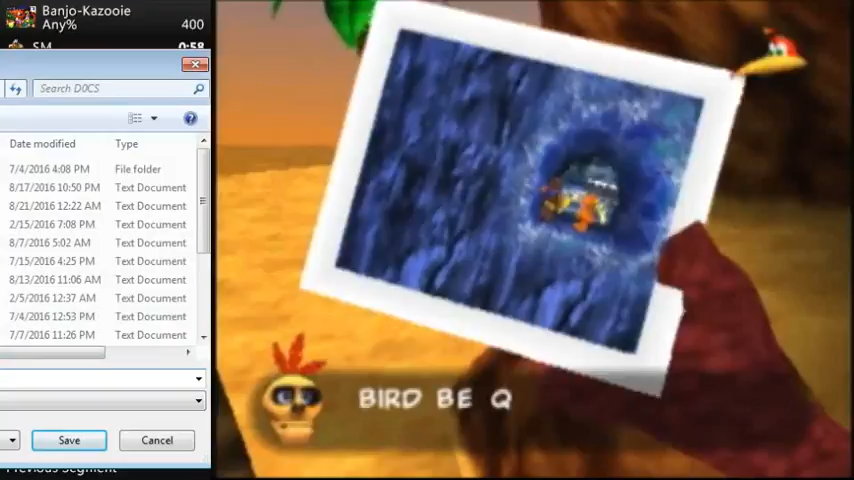 Banjo-Kazooie
Any%
400
SM
0:58
Search DOCS
Date modified
Type
7/4/2016 4:08 PM
File folder
8/17/2016 10:50 PM
Text Document
8/21/2016 12:22 AM
Text Document
2/15/2016 7:08 PM
Text Document
8/7/2016 5:02 AM
Text Document
7/15/2016 4:25 PM
Text Document
8/13/2016 11:06 AM
Text Document
2/5/2016 12:37 AM
Text Document
7/4/2016 12:53 PM
Text Document
7/7/2016 11:26 PM
Text Document
Save
Cancel
Previous Segment
BIRD BE Q